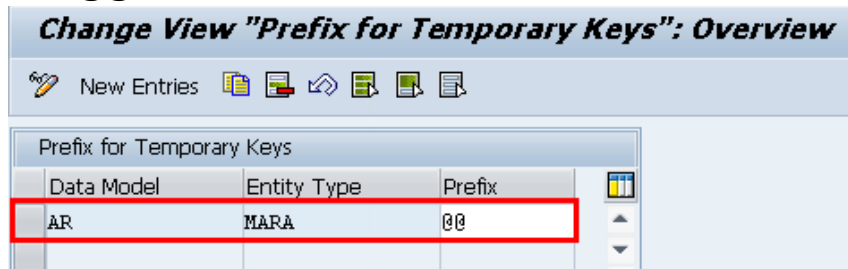 Change View "Prefix for Temporary Keys": Overview
New Entries
Prefix for Temporary Keys
Data Model Entity Type Prefix
AR MARA @@